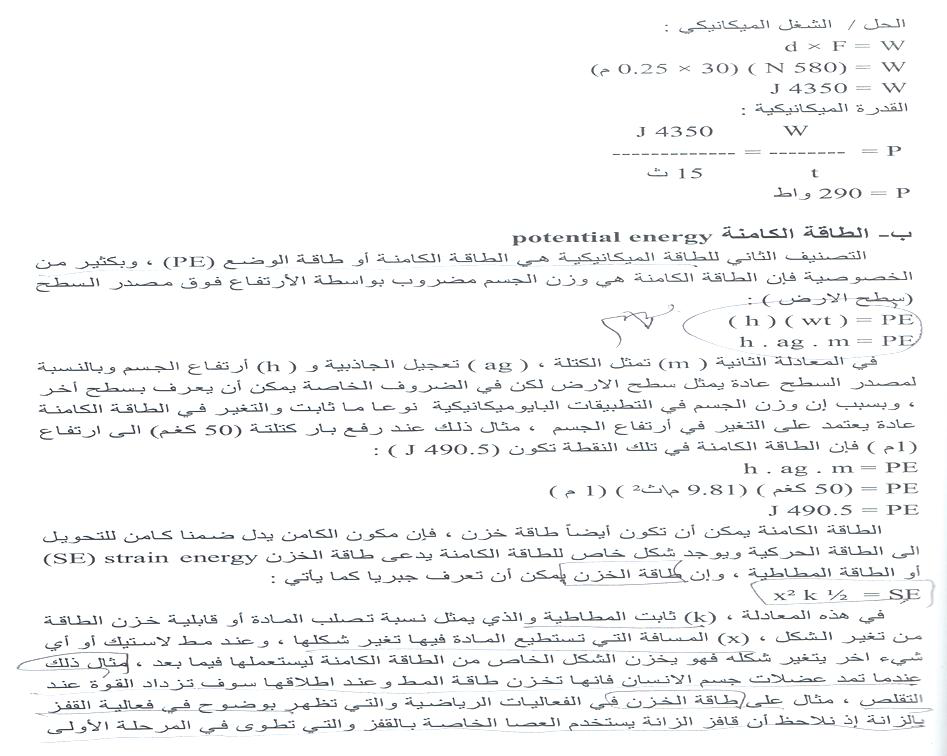 الحل / الشغل الميكانيكي :
d × F = W
(م 0.25 × 30) ( N 580) = W
J 4350 = W
القدرة الميكانيكية :
J 4350 W
------------- = -------- = P
15 ث t
290 واط = P
ب- الطاقة الكامنة potential energy
التصنيف الثاني للطاقة الميكانيكية هي الطاقة الكامنة أو طاقة الوضع (PE) ، وبكثير من
الخصوصية فإن الطاقة الكامنة هي وزن الجسم مضروب بواسطة الأرتفاع فوق مصدر السطح
(سطح الارض ) :
( h ) ( wt ) = PE
h . ag . m = PE
في المعادلة الثانية ( m) تمثل الكتلة ، ( ag ) تعجيل الجاذبية و ( h) أرتفاع الجسم وبالنسبة
لمصدر السطح عادة يمثل سطح الارض لكن في الضروف الخاصة يمكن أن يعرف بسطح أخر
، وبسبب إن وزن الجسم في التطبيقات البايوميكانيكية نوعا ما ثابت والتغير في الطاقة الكامنة
عادة يعتمد على التغير في أرتفاع الجسم ، مثال ذلك عند رفع بار كتلتة (50 كغم) الى ارتفاع
(1م ) فإن الطاقة الكامنة في تلك النقطة تكون (J 490.5 ) :
h . ag . m = PE
(50 كغم ) (9.81 م\ث² ) (1 م ) = PE
J 490.5 = PE
الطاقة الكامنة يمكن أن تكون أيضاً طاقة خزن ، فإن مكون الكامن يدل ضمنا كامن للتحويل
الى الطاقة الحركية ويوجد شكل خاص للطاقة الكامنة يدعى طاقة الخزن strain energy (SE)
أو الطاقة المطاطية ، وإن طاقة الخزن يمكن أن تعرف جبريا كما يأتي :
x² k ½ = SE
في هذه المعادلة ، (k) ثابت المطاطية والذي يمثل نسبة تصلب المادة أو قابلية خزن الطاقة
من تغير الشكل ، (x) المسافة التي تستطيع المادة فيها تغير شكلها ، وعند مط لاستيك أو أي
شيء اخر يتغير شكله فهو يخزن الشكل الخاص من الطاقة الكامنة ليستعملها فيما بعد ، مثال ذلك
عندما تمد عضلات جسم الانسان فانها تخزن طاقة المط وعند اطلاقها سوف تزداد القوة عند
التقلص ، مثال على طاقة الخزن في الفعاليات الرياضية والتي تظهر بوضوح في فعالية القفز
بالزانة إذ نلاحظ أن قافز الزانة يستخدم العصا الخاصة بالقفز والتي تطوى في المرحلة الأولى